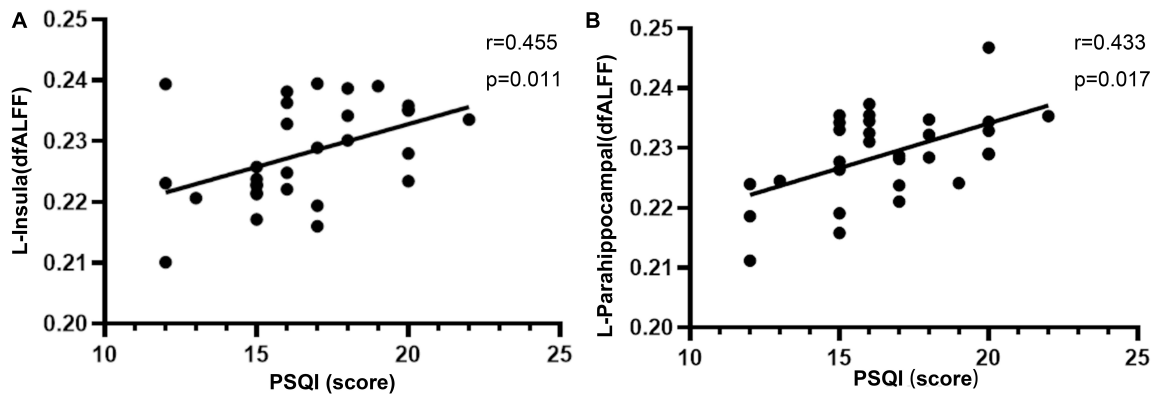 A
L-Insula(dfALFF)
0.25
0.24
0.23
0.22
0.21
0.20
10
15
20
25
PSQI (score)
r=0.455
p=0.011
B
L-Parahippocampal(dfALFF)
0.25
0.24
0.23
0.22
0.21
0.20
10
15
20
25
PSQI (score)
r=0.433
p=0.017